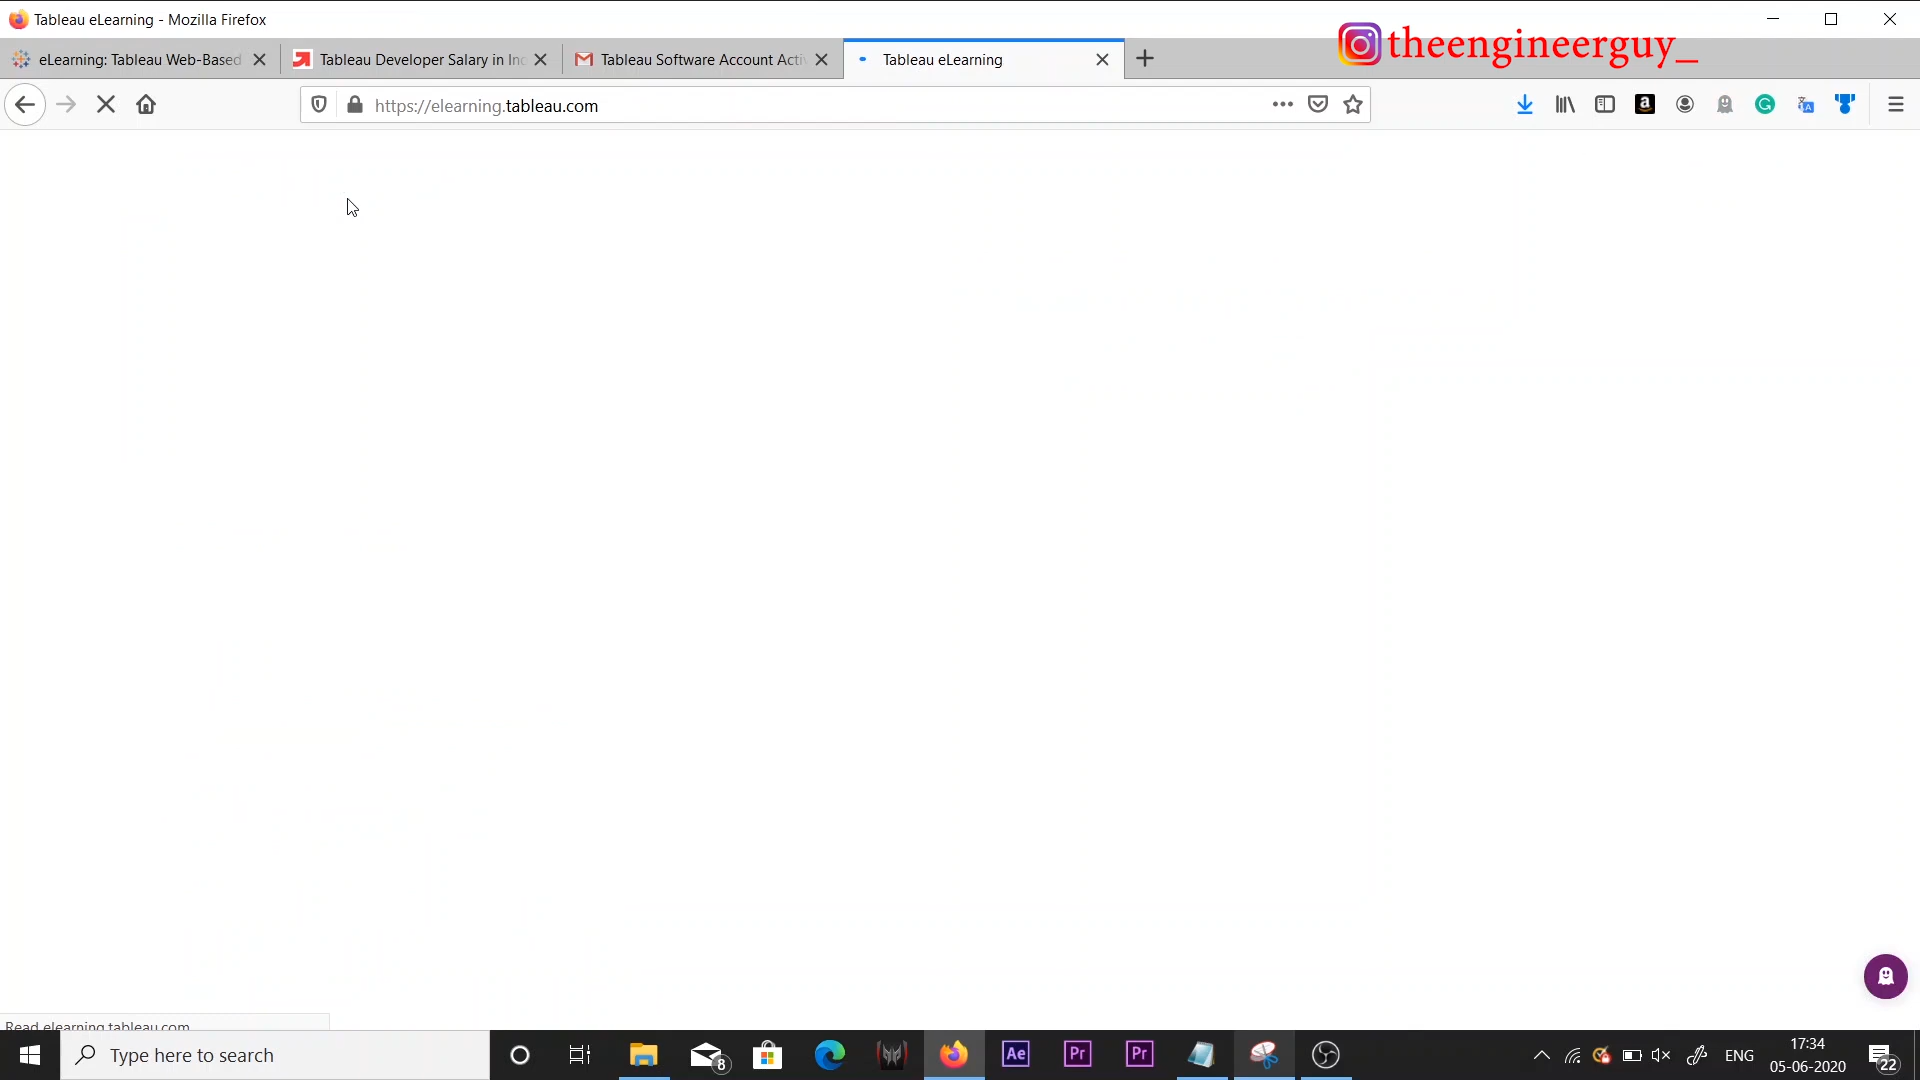 Tableau eLearning - Mozilla Firefox
theengineerguy_
eLearning: Tableau Web-Based
Tableau Developer Salary in Inc
Tableau Software Account Activ
Tableau eLearning
https://elearning.tableau.com
Read elearning.tableau.com
Type here to search
8
Ae
Pr
Pr
ENG
17:34
05-06-2020
22